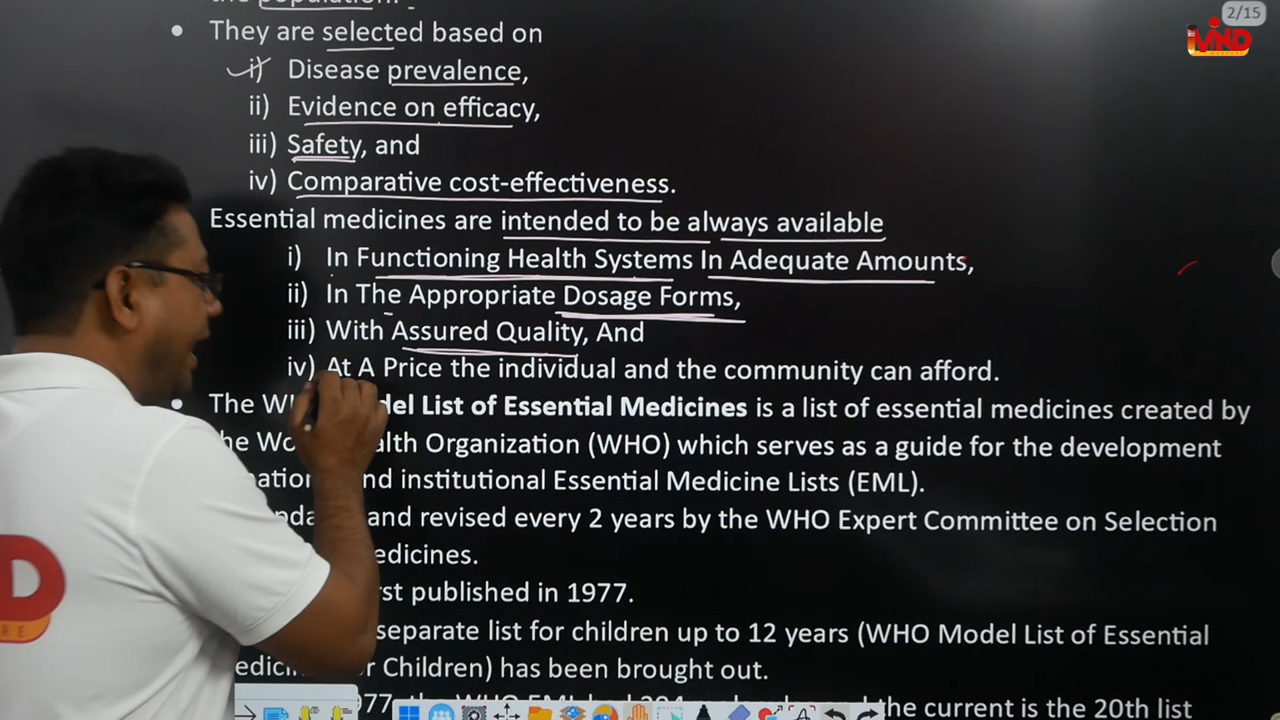 the population.
2/15
• They are selected based on
i) Disease prevalence,
ii) Evidence on efficacy,
iii) Safety, and
iv) Comparative cost-effectiveness.
Essential medicines are intended to be always available
i) In Functioning Health Systems In Adequate Amounts,
ii) In The Appropriate Dosage Forms,
iii) With Assured Quality, And
iv) At A Price the individual and the community can afford.
• The List of Essential Medicines is a list of essential medicines created by
Organization (WHO) which serves as a guide for the development
institutional Essential Medicine Lists (EML).
and revised every 2 years by the WHO Expert Committee on Selection
published in 1977.
separate list for children up to 12 years (WHO Model List of Essential
Children) has been brought out.
the current is the 20th list